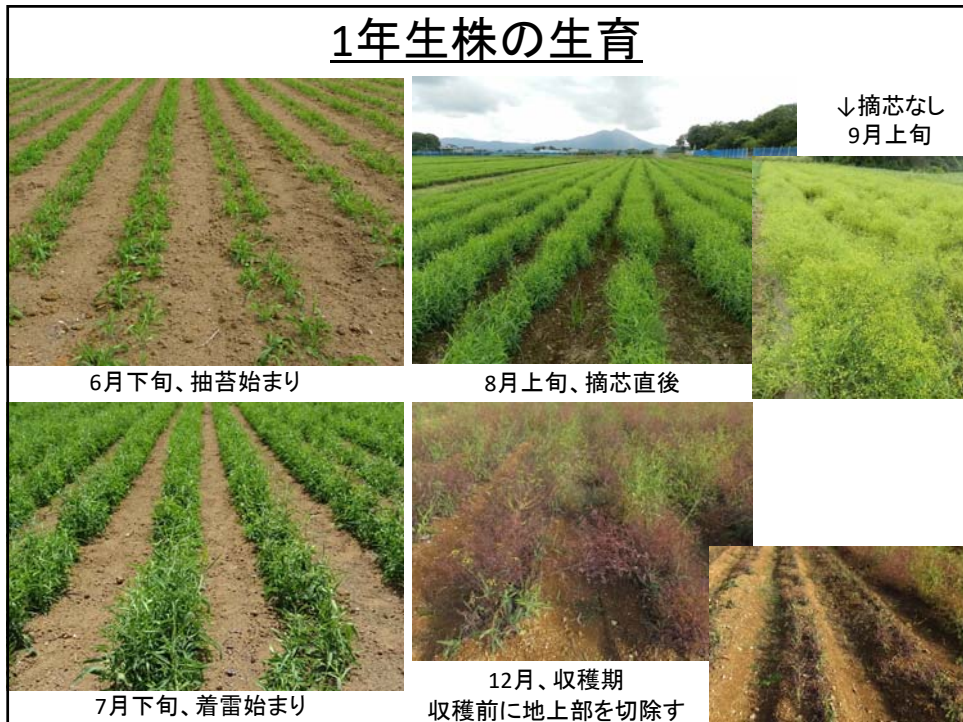 1年生株の生育
↓摘芯なし
9月上旬
6月下旬、抽苔始まり
8月上旬、摘芯直後
7月下旬、着雷始まり
12月、収穫期
収穫前に地上部を切除す